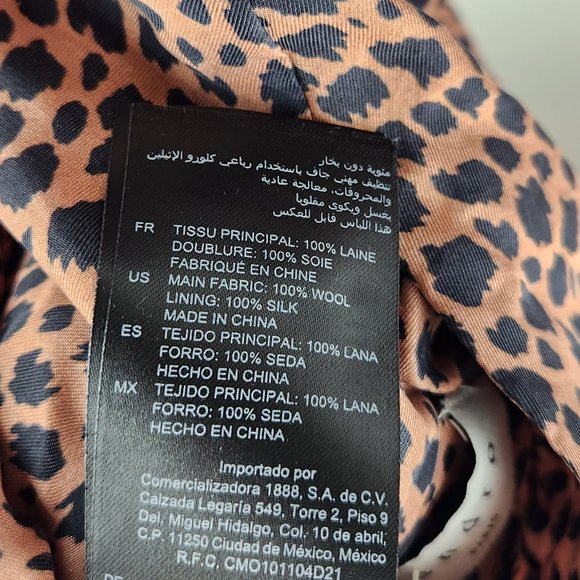 مئوية دون بخار
تنظيف مهني جاف باستخدام رباعي كلورو الإثيلين
والمحروقات، معالجة عادية
يغسل ويكوى مقلوبا
هذا اللباس قابل للعكس
FR TISSU PRINCIPAL: 100% LAINE
DOUBLURE: 100% SOIE
FABRIQUÉ EN CHINE
US MAIN FABRIC: 100% WOOL
LINING: 100% SILK
MADE IN CHINA
ES TEJIDO PRINCIPAL: 100% LANA
FORRO: 100% SEDA
HECHO EN CHINA
MX TEJIDO PRINCIPAL: 100% LANA
FORRO: 100% SEDA
HECHO EN CHINA
Importado por
Comercializadora 1888, S.A. de C.V.
Calzada Legaría 549, Torre 2, Piso 9
Del. Miguel Hidalgo, Col. 10 de abril,
C.P. 11250 Ciudad de México, México
R.F.C. CMO101104D21
DE